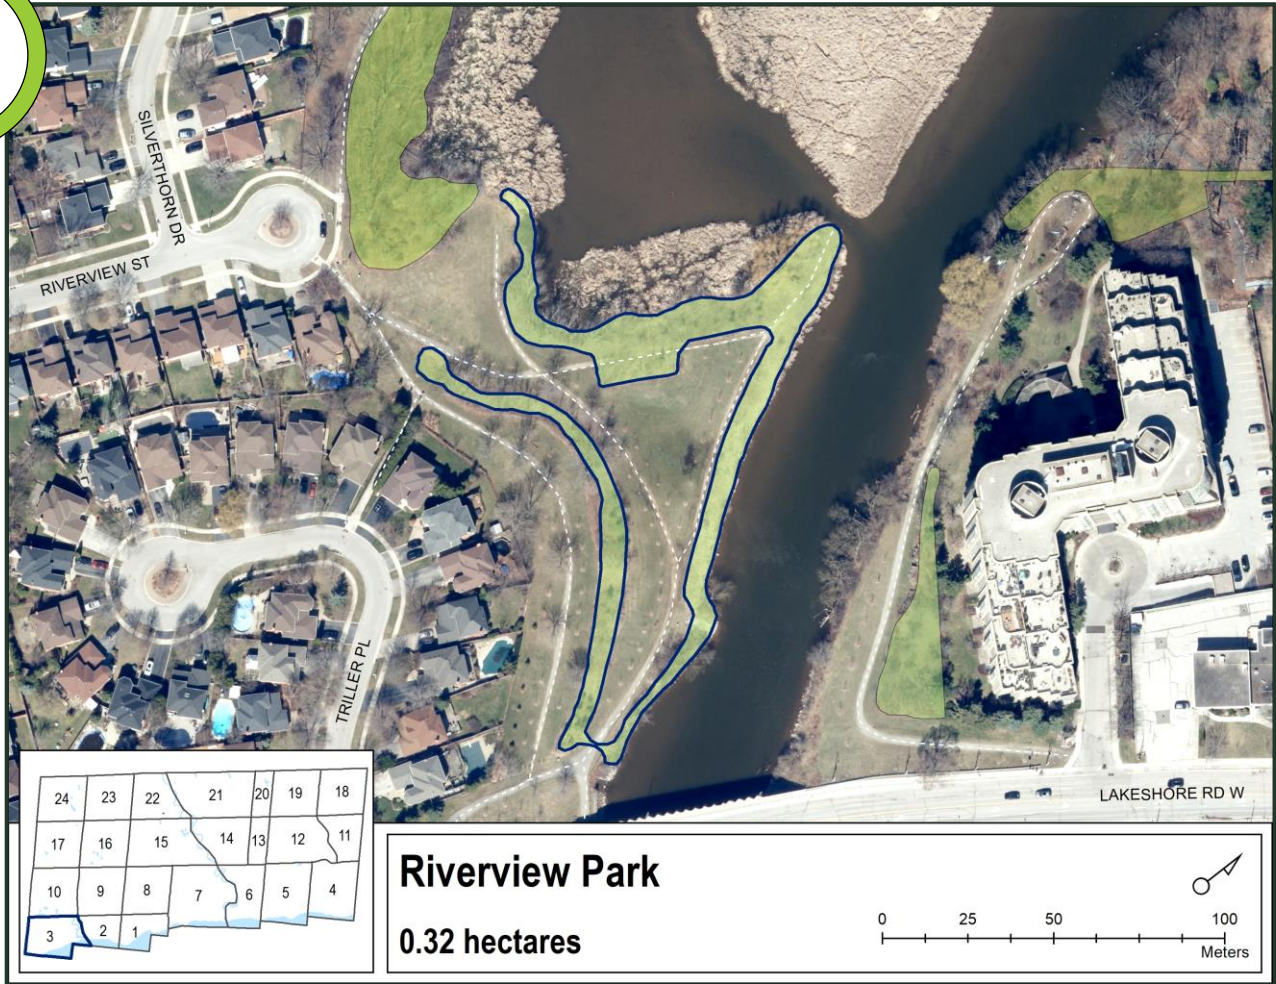 SILVERTHORN DR
RIVERVIEW ST
TRILLER PL
LAKESHORE RD W
24 23 22 21 20 19 18
17 16 15 14 13 12 11
10 9 8 7 6 5 4
3 2 1
Riverview Park
0.32 hectares
0 25 50 100
Meters